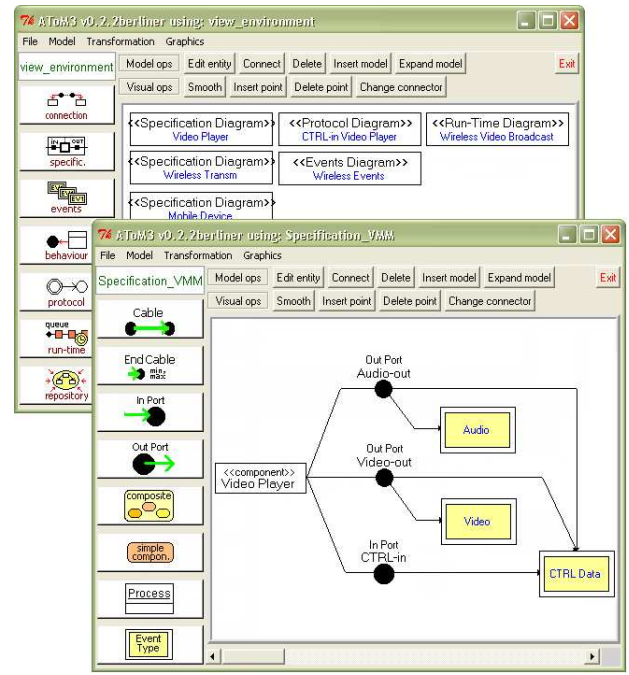 AToM3 v0.2.2berliner using: view_environment
File Model Transformation Graphics
view_environment
Model ops Edit entity Connect Delete Insert model Expand model Exit
Visual ops Smooth Insert point Delete point Change connector
connection
IN OUT
specific.
EV1
events
behaviour
protocol
queue
run-time
repository
<<Specification Diagram>>
Video Player
<<Protocol Diagram>>
CTRL-in Video Player
<<Run-Time Diagram>>
Wireless Video Broadcast
<<Specification Diagram>>
Wireless Transm
<<Events Diagram>>
Wireless Events
<<Specification Diagram>>
Mobile Device
AToM3 v0.2.2berliner using: Specification_VMM
File Model Transformation Graphics
Specification_VMM
Model ops Edit entity Connect Delete Insert model Expand model Exit
Visual ops Smooth Insert point Delete point Change connector
Cable
End Cable
min,
max
In Port
Out Port
composite
simple
compon.
Process
Event
Type
Out Port
Audio-out
Audio
Out Port
Video-out
<<component>>
Video Player
Video
In Port
CTRL-in
CTRL Data